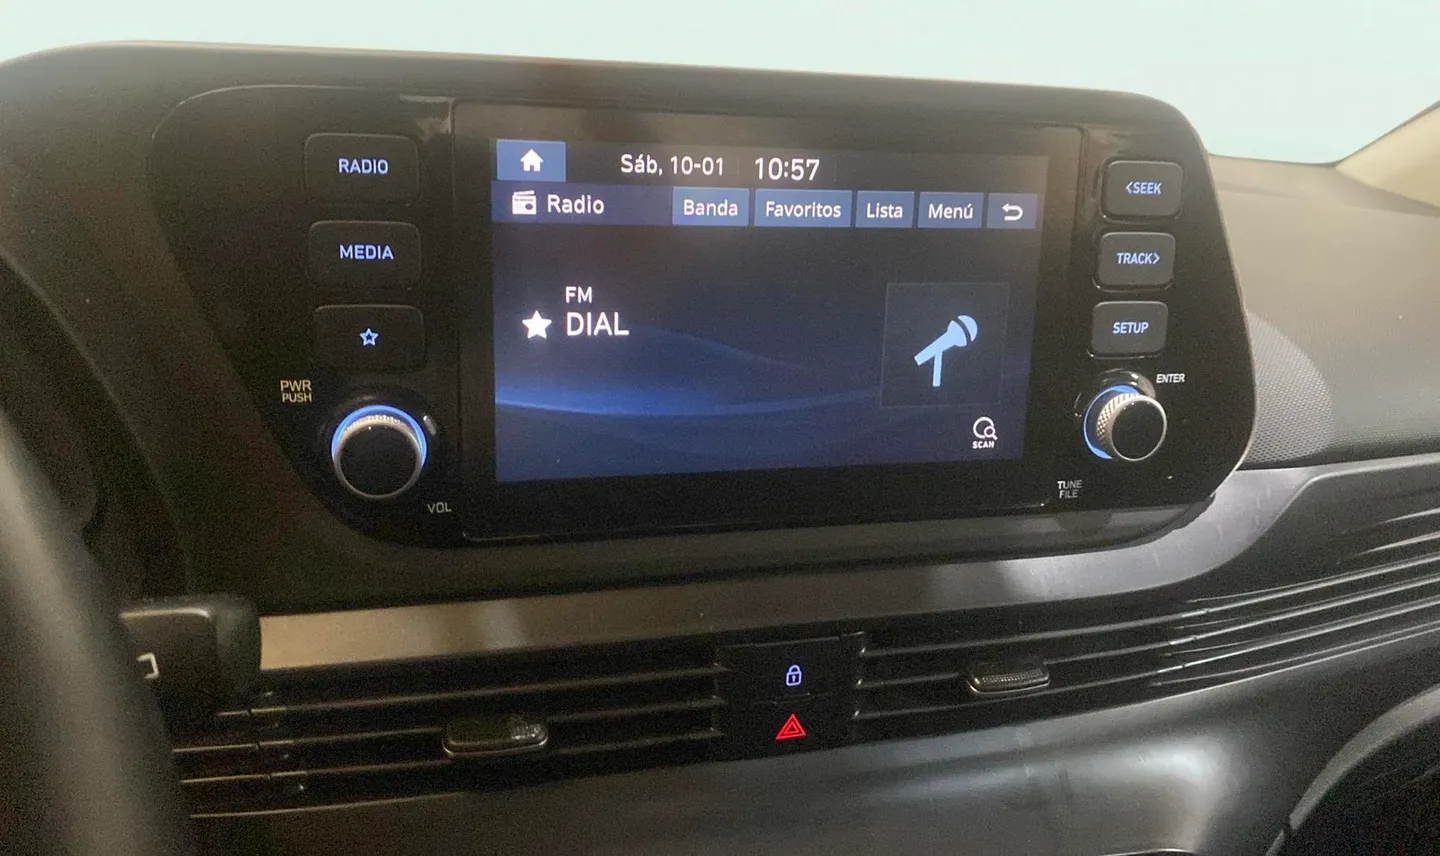 RADIO
MEDIA
PWR
PUSH
VOL
Sáb, 10-01 10:57
Radio Banda Favoritos Lista Menú
FM
DIAL
SCAN
<SEEK
TRACK>
SETUP
ENTER
TUNE
FILE